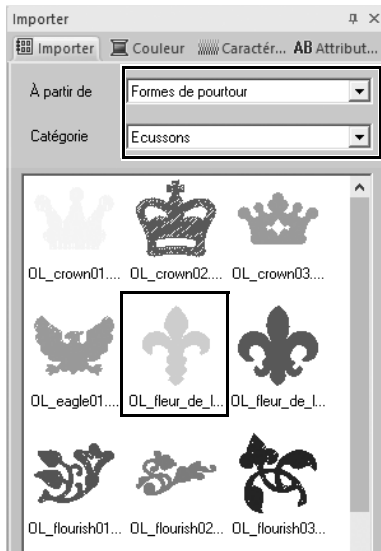 Importer
Importer Couleur Caractér... AB Attribut...
À partir de Formes de pourtour
Catégorie Ecussons
OL_crown01.... OL_crown02.... OL_crown03....
OL_eagle01.... OL_fleur_de_l... OL_fleur_de_l...
OL_flourish01... OL_flourish02... OL_flourish03...